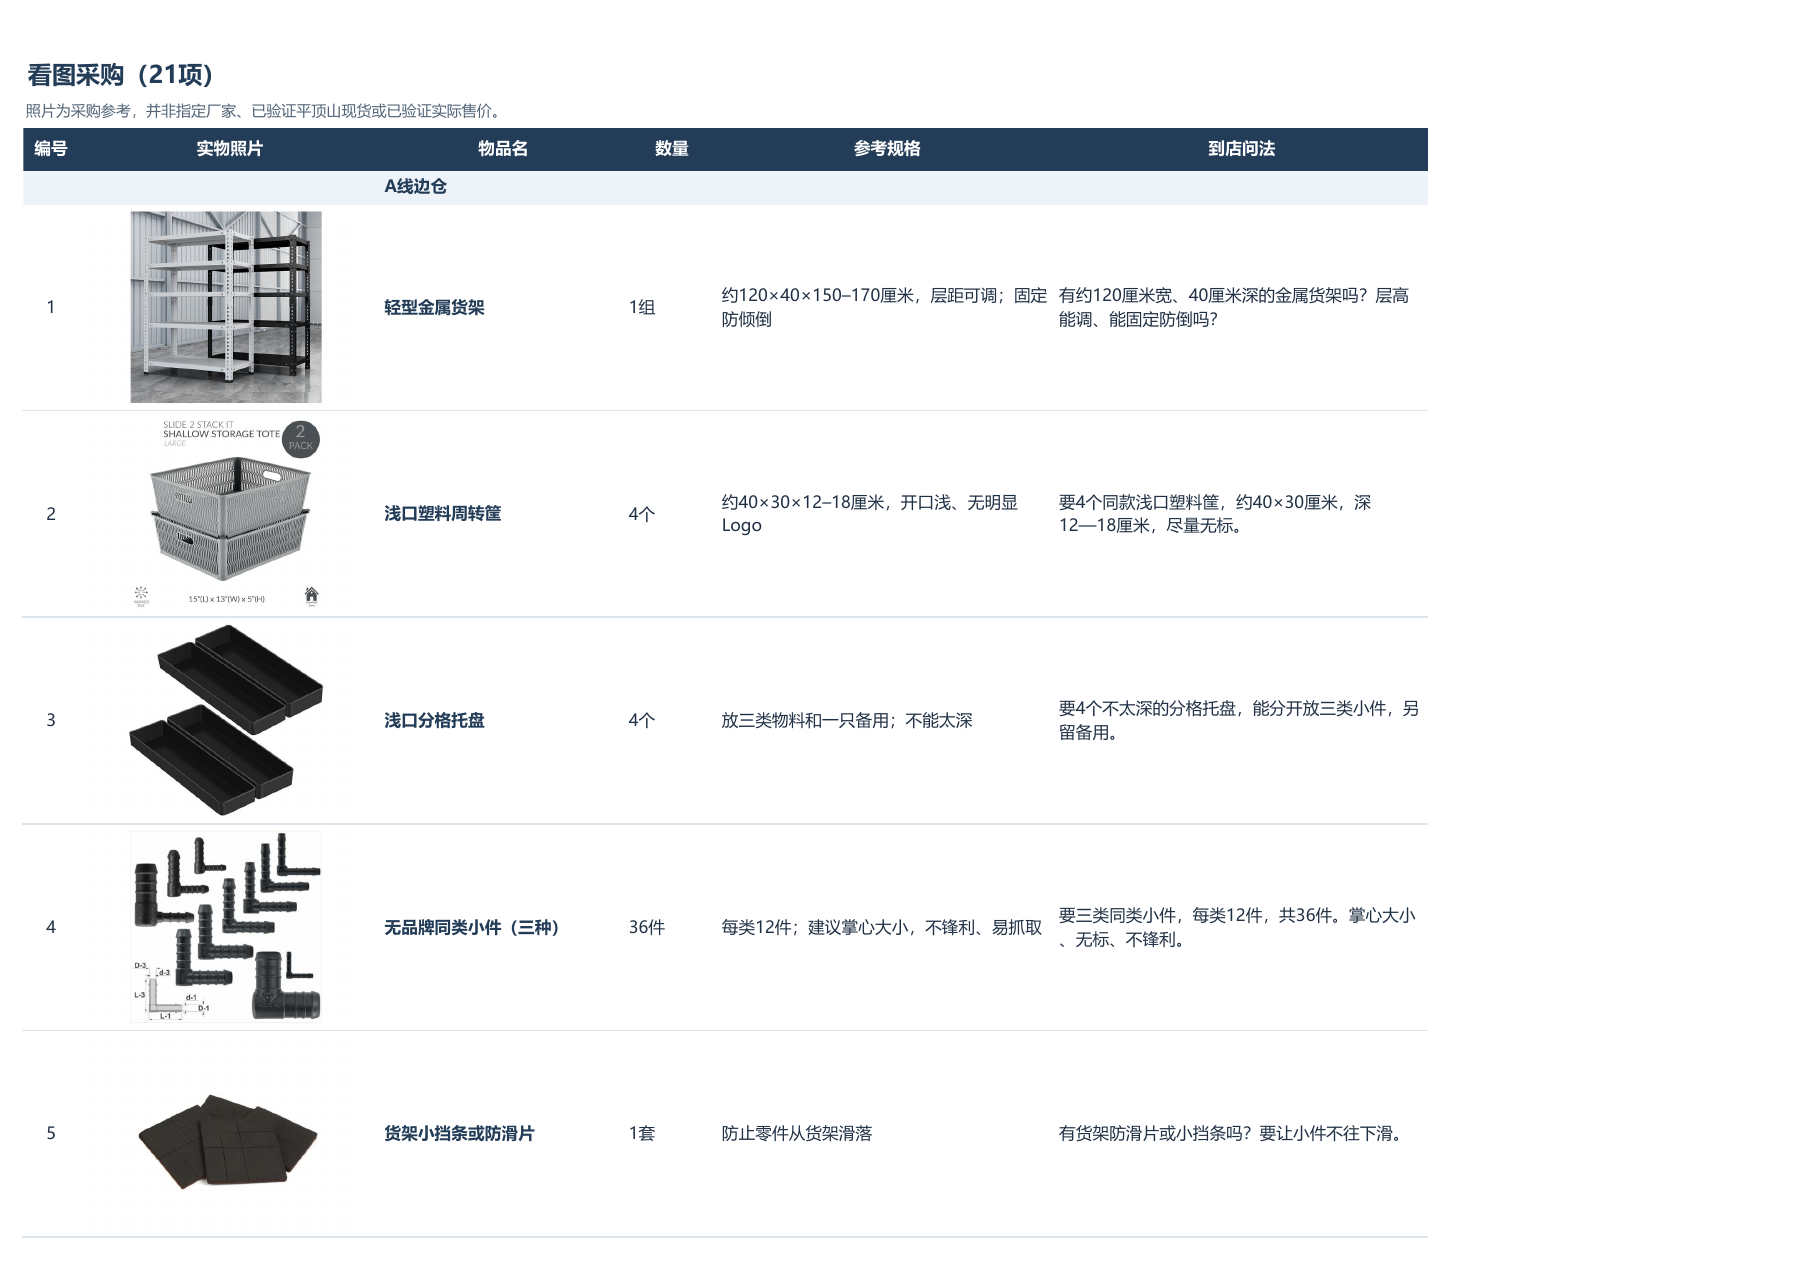 看图采购（21项）
照片为采购参考，并非指定厂家、已验证平顶山现货或已验证实际售价。
编号 实物照片 物品名 数量 参考规格 到店问法
A线边仓
1 轻型金属货架 1组 约120×40×150–170厘米，层距可调；固定
防倾倒
有约120厘米宽、40厘米深的金属货架吗？层高
能调、能固定防倒吗？
SLIDE 2 STACK IT
SHALLOW STORAGE TOTE
LARGE
2
PACK
15"(L) x 13"(W) x 5"(H)
2 浅口塑料周转筐 4个 约40×30×12–18厘米，开口浅、无明显
Logo
要4个同款浅口塑料筐，约40×30厘米，深
12—18厘米，尽量无标。
3 浅口分格托盘 4个 放三类物料和一只备用；不能太深
要4个不太深的分格托盘，能分开放三类小件，另
留备用。
D-3
d-3
L-3
d-1
D-1
L-1
4 无品牌同类小件（三种） 36件 每类12件；建议掌心大小，不锋利、易抓取
要三类同类小件，每类12件，共36件。掌心大小
、无标、不锋利。
5 货架小挡条或防滑片 1套 防止零件从货架滑落 有货架防滑片或小挡条吗？要让小件不往下滑。